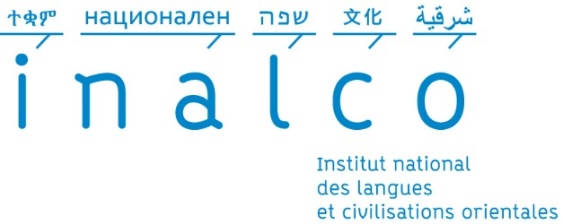 ተቋም национален שפה 文化 شرقية
inalco
Institut national
des langues
et civilisations orientales